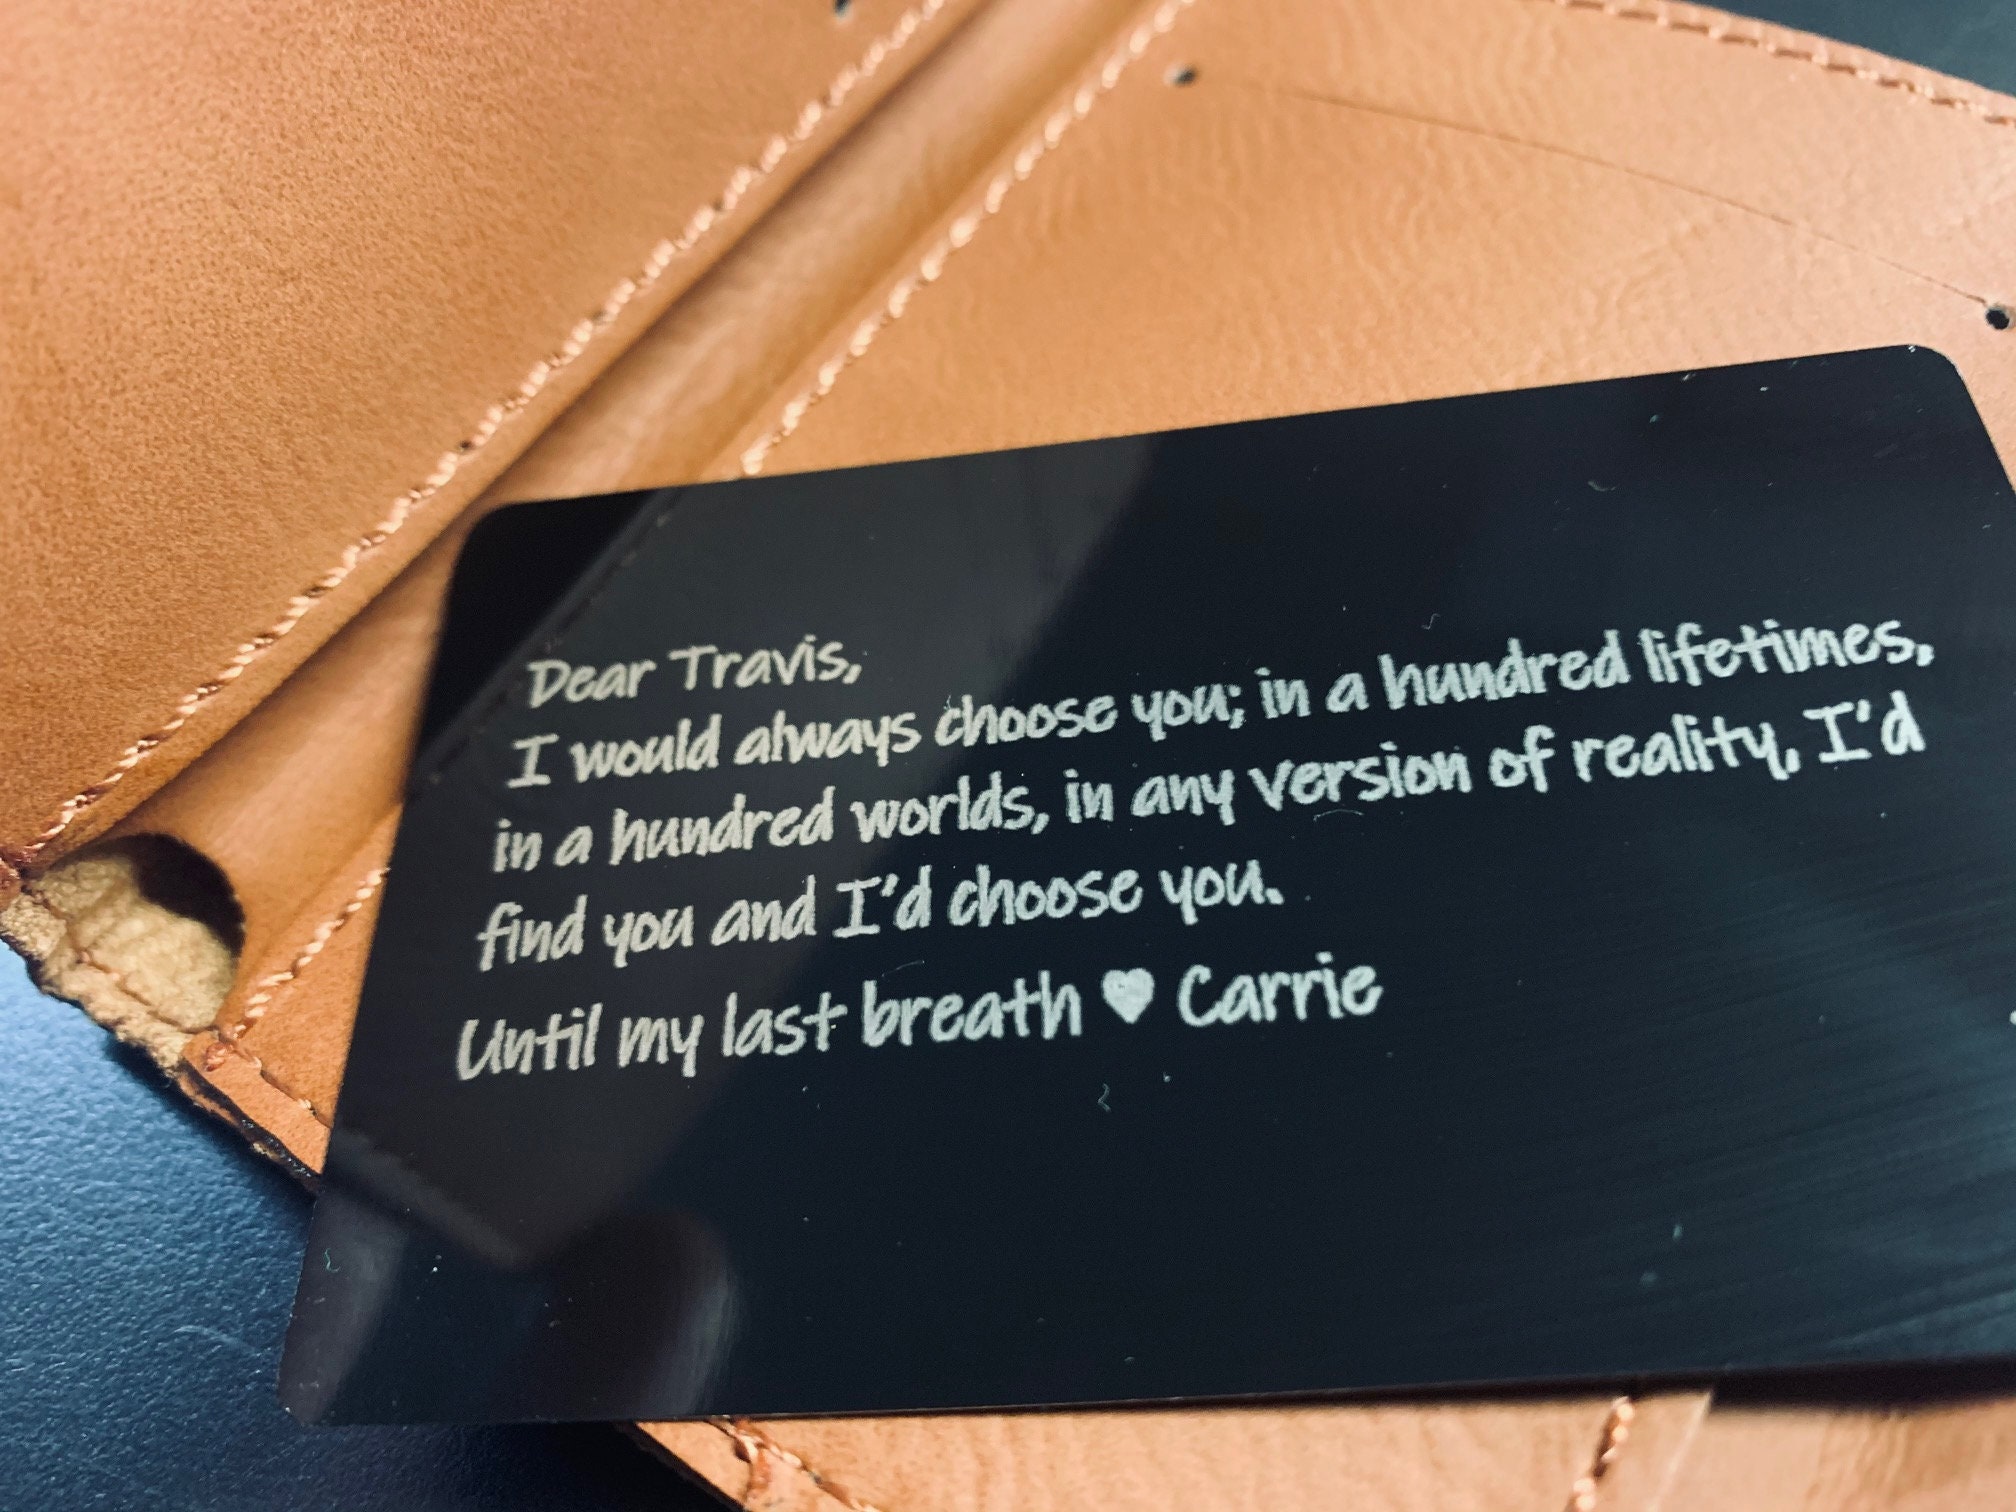 Dear Travis,
I would always choose you; in a hundred lifetimes,
in a hundred worlds, in any version of reality, I'd
find you and I'd choose you.
Until my last breath ♥ Carrie